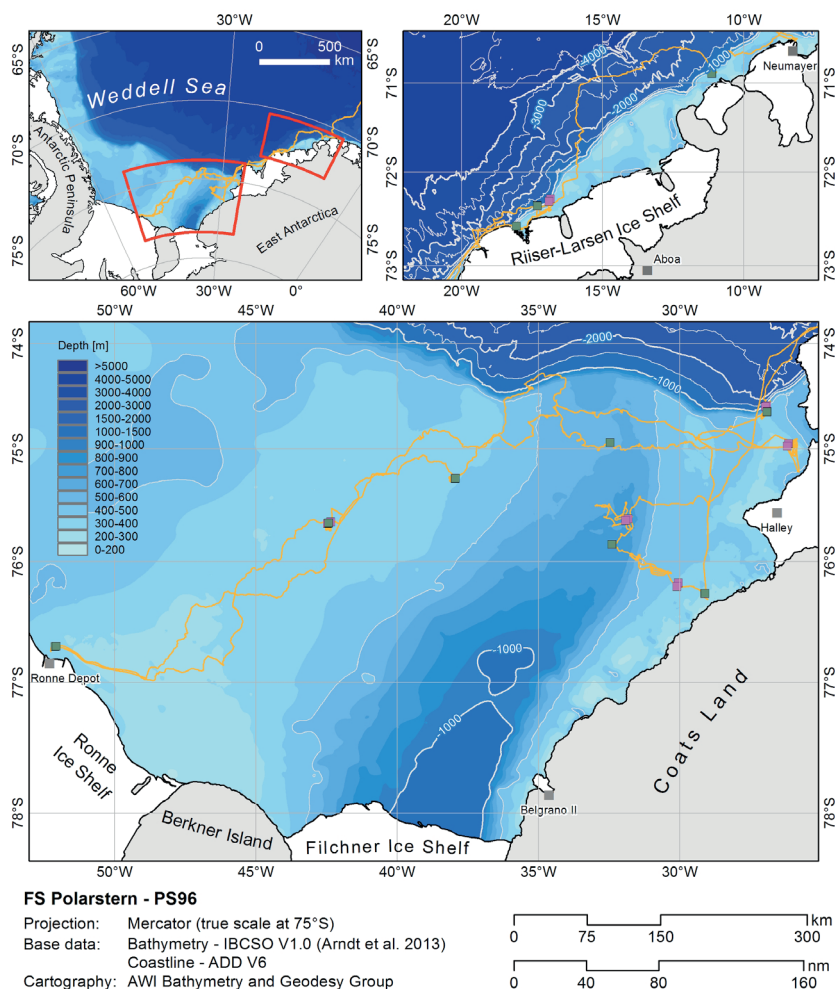 30°W
0 500
km
65°S
65°S
Weddell Sea
70°S
70°S
Antarctic Peninsula
75°S
75°S
East Antarctica
60°W 30°W 0°
20°W 15°W 10°W
-4000
-1000
Neumayer
71°S
71°S
-3000
-2000
72°S
72°S
Riiser-Larsen Ice Shelf
Aboa
73°S
73°S
20°W 15°W 10°W
50°W 45°W 40°W 35°W 30°W
74°S
74°S
Depth [m]
>5000
4000-5000
3000-4000
2000-3000
1500-2000
1000-1500
900-1000
800-900
700-800
600-700
500-600
400-500
300-400
200-300
0-200
-2000
-1000
-1000
75°S
75°S
Halley
76°S
76°S
-1000
-1000
Ronne Depot
77°S
77°S
Coats Land
Ronne
Ice Shelf
Belgrano II
78°S
78°S
Berkner Island
Filchner Ice Shelf
50°W 45°W 40°W 35°W 30°W
FS Polarstern - PS96
Projection: Mercator (true scale at 75°S)
Base data: Bathymetry - IBCSO V1.0 (Arndt et al. 2013)
Coastline - ADD V6
Cartography: AWI Bathymetry and Geodesy Group
km
0 75 150 300
nm
0 40 80 160